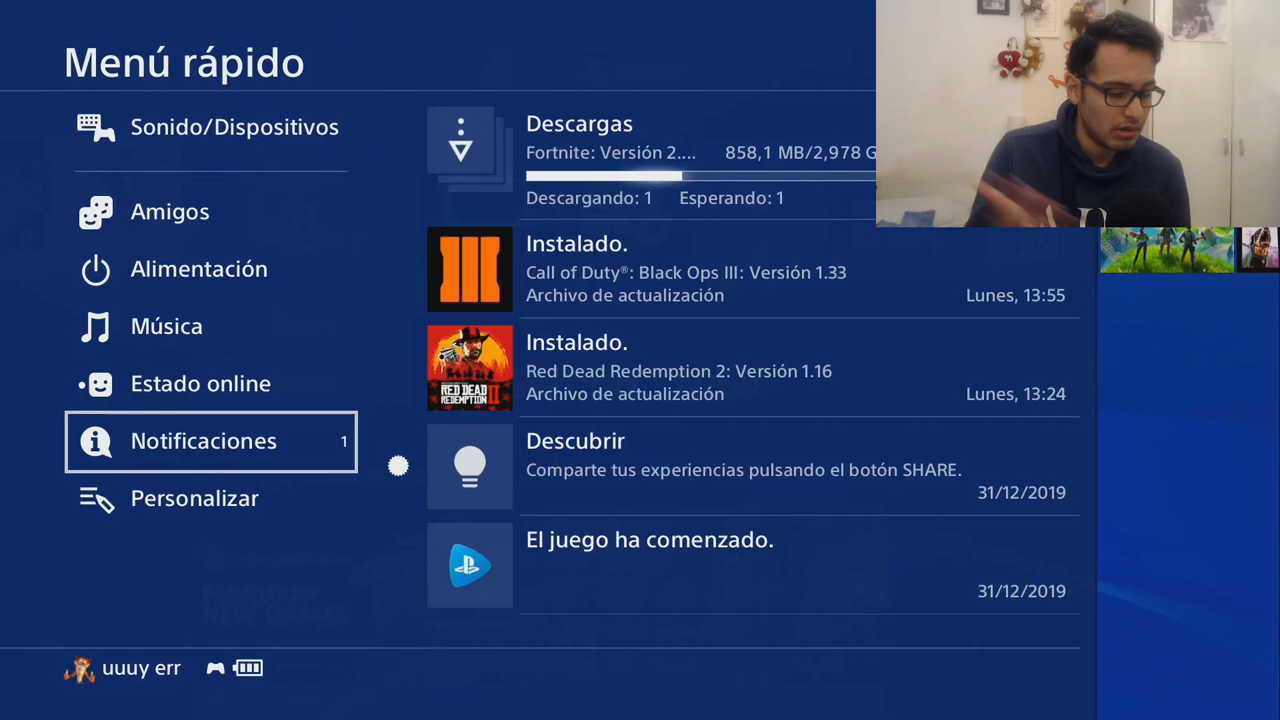 Menú rápido
Sonido/Dispositivos
Amigos
Alimentación
Música
Estado online
Notificaciones 1
Personalizar
Descargas
Fortnite: Versión 2.... 858,1 MB/2,978 G
Descargando: 1 Esperando: 1
Instalado.
Call of Duty®: Black Ops III: Versión 1.33
Archivo de actualización Lunes, 13:55
Instalado.
Red Dead Redemption 2: Versión 1.16
Archivo de actualización Lunes, 13:24
RED DEAD
REDEMPTION
II
Descubrir
Comparte tus experiencias pulsando el botón SHARE.
31/12/2019
El juego ha comenzado.
31/12/2019
uuuy err